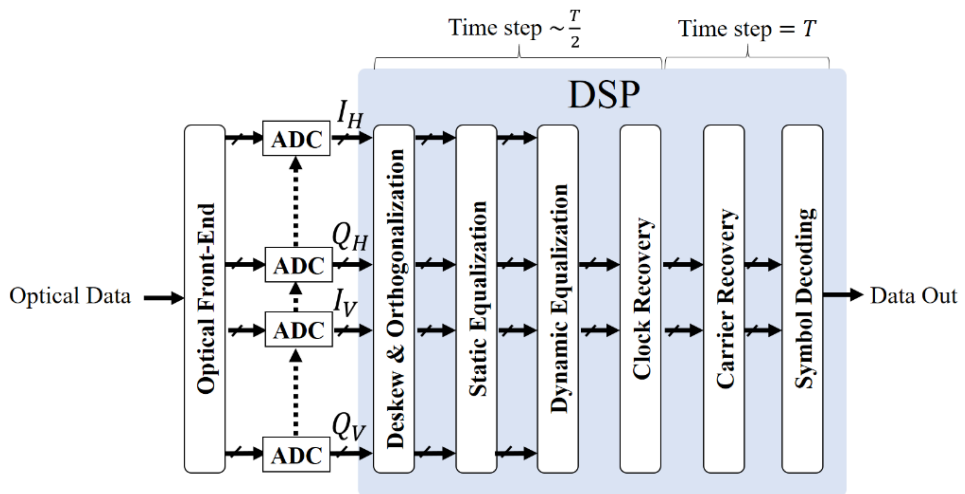 Time step ~ T/2
Time step = T
DSP
Optical Data
Optical Front-End
ADC
I_H
ADC
Q_H
ADC
I_V
ADC
Q_V
Deskew & Orthogonalization
Static Equalization
Dynamic Equalization
Clock Recovery
Carrier Recovery
Symbol Decoding
Data Out